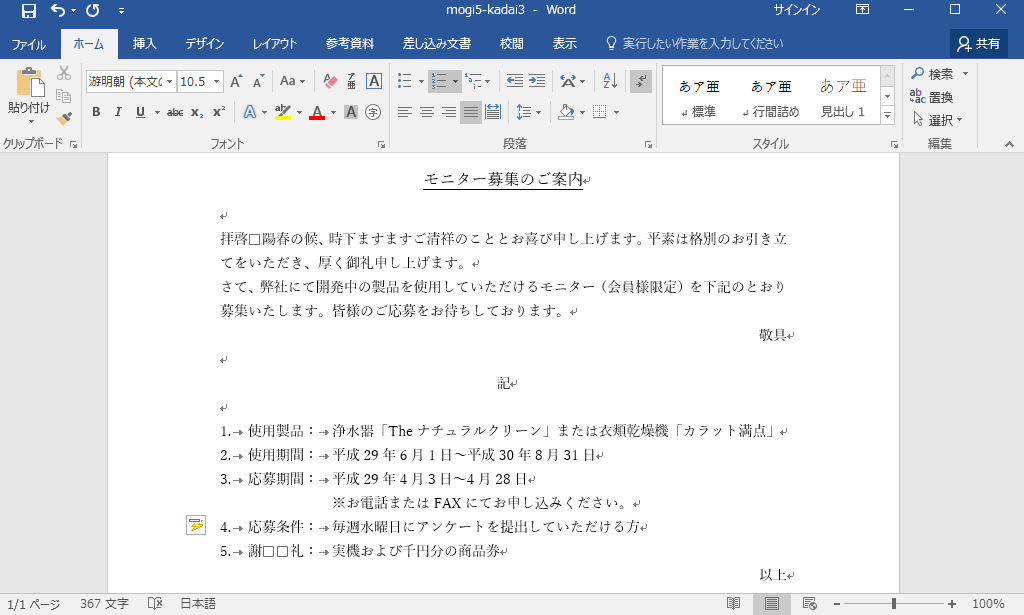 mogi5-kadai3 - Word サインイン
ファイル ホーム 挿入 デザイン レイアウト 参考資料 差し込み文書 校閲 表示 実行したい作業を入力してください 共有
游明朝 (本文の 10.5 Aa A あア亜 あア亜 あア亜 検索
貼り付け B I U abc x₂ x² A ab A A 字 標準 行間詰め 見出し 1 置換
選択
クリップボード フォント 段落 スタイル 編集
モニター募集のご案内
拝啓□陽春の候、時下ますますご清祥のこととお喜び申し上げます。平素は格別のお引き立
てをいただき、厚く御礼申し上げます。
さて、弊社にて開発中の製品を使用していただけるモニター（会員様限定）を下記のとおり
募集いたします。皆様のご応募をお待ちしております。
敬具
記
1.→ 使用製品：→浄水器「The ナチュラルクリーン」または衣類乾燥機「カラット満点」
2.→ 使用期間：→平成 29 年 6 月 1 日～平成 30 年 8 月 31 日
3.→ 応募期間：→平成 29 年 4 月 3 日～4 月 28 日
※お電話または FAX にてお申し込みください。
4.→ 応募条件：→毎週水曜日にアンケートを提出していただける方
5.→ 謝□□礼：→実機および千円分の商品券
以上
1/1 ページ 367 文字 日本語 100%